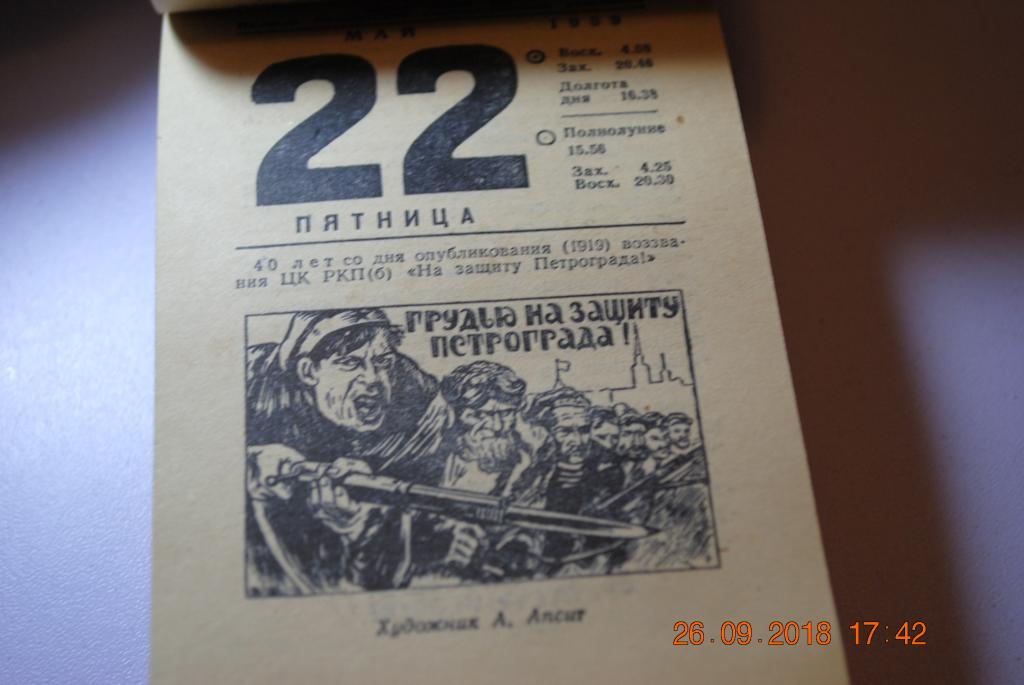 МАЙ 1959
22
Восх. 4.08
Зах. 20.46
Долгота
дня 16.38
Полнолуние
15.56
Зах. 4.25
Восх. 20.30
ПЯТНИЦА
40 лет со дня опубликования (1919) воззва-
ния ЦК РКП(б) «На защиту Петрограда!»
ГРУДЬЮ НА ЗАЩИТУ
ПЕТРОГРАДА!
Художник А. Апсит
26.09.2018 17:42